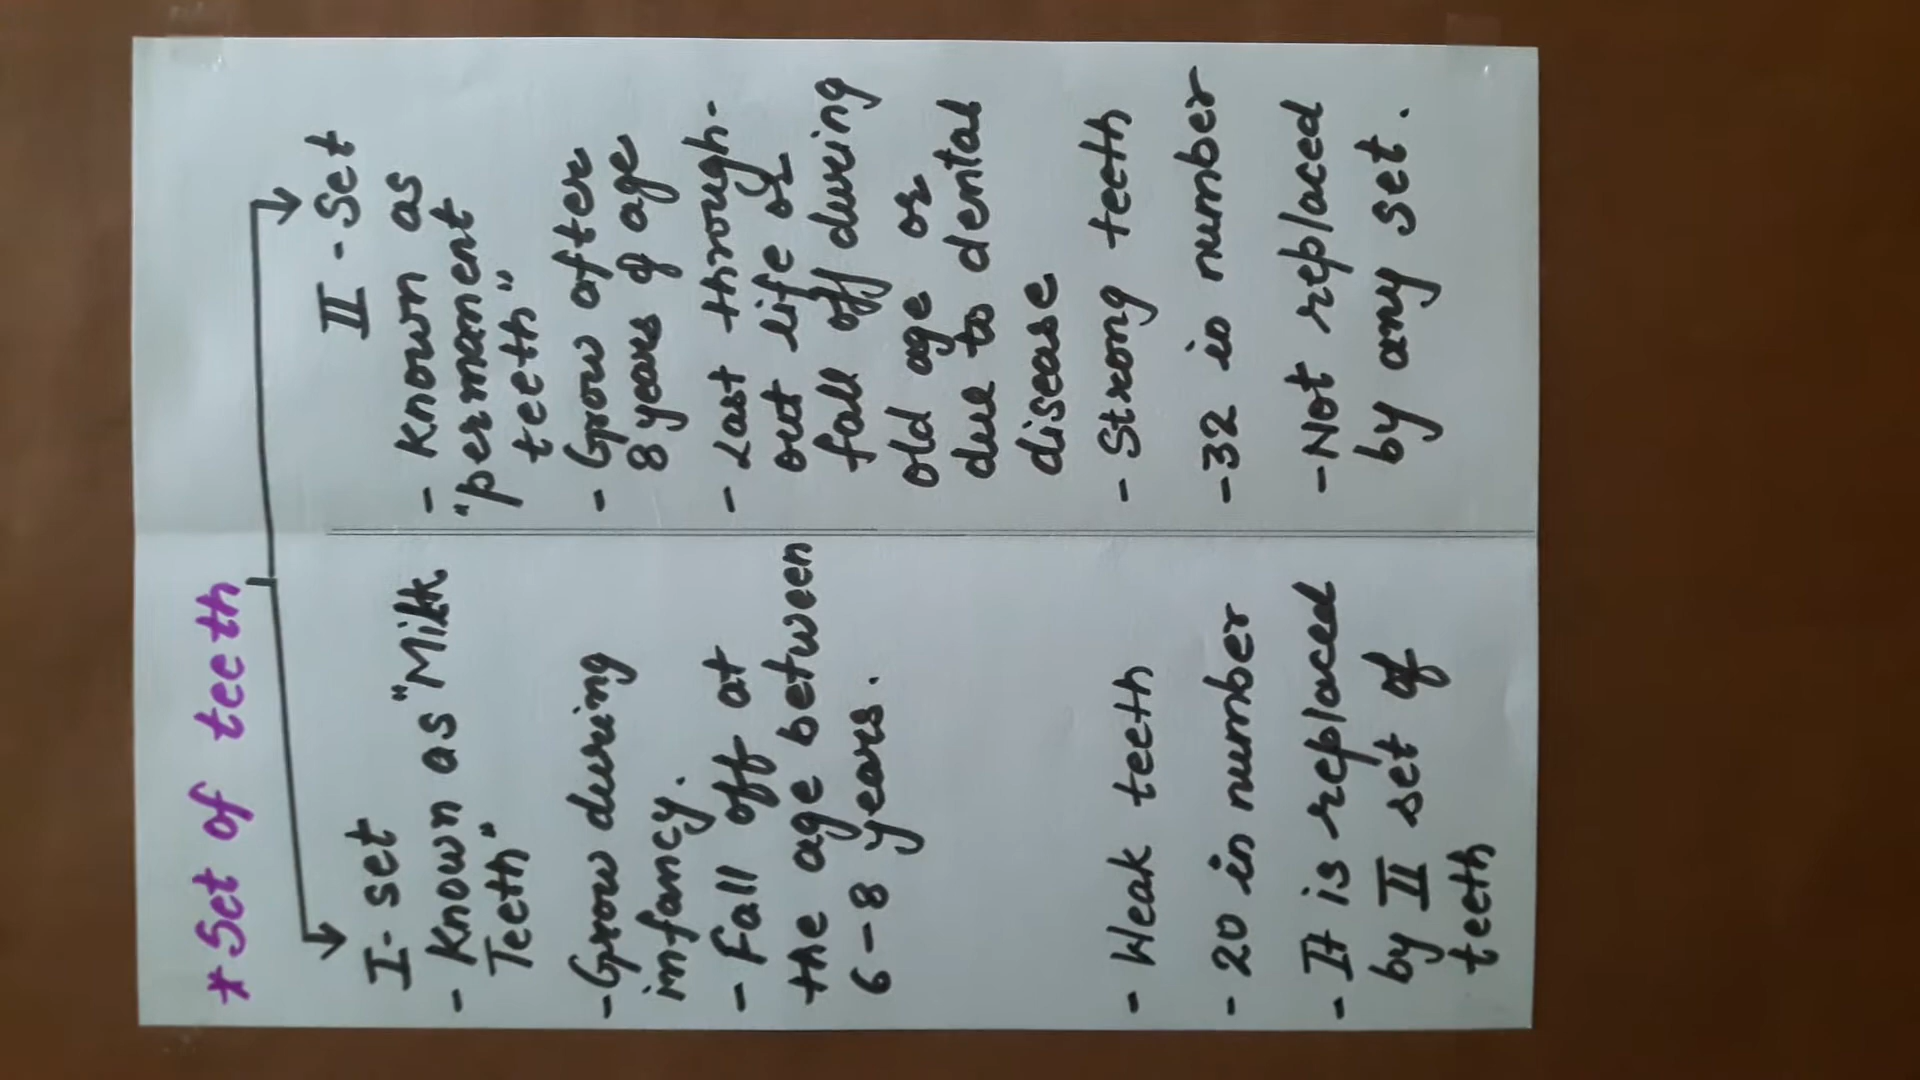 *Set of teeth
I- set
- Known as "Milk
Teeth"
-Grow during
infancy.
- Fall off at
the age between
6-8 years.
- Weak teeth
- 20 in number
- It is replaced
by II set of
teeth
II - Set
- Known as
"permanent
teeth"
- Grow after
8 years of age
- Last through-
out life or
fall off during
old age or
due to dental
disease
- Strong teeth
-32 in number
-Not replaced
by any set.